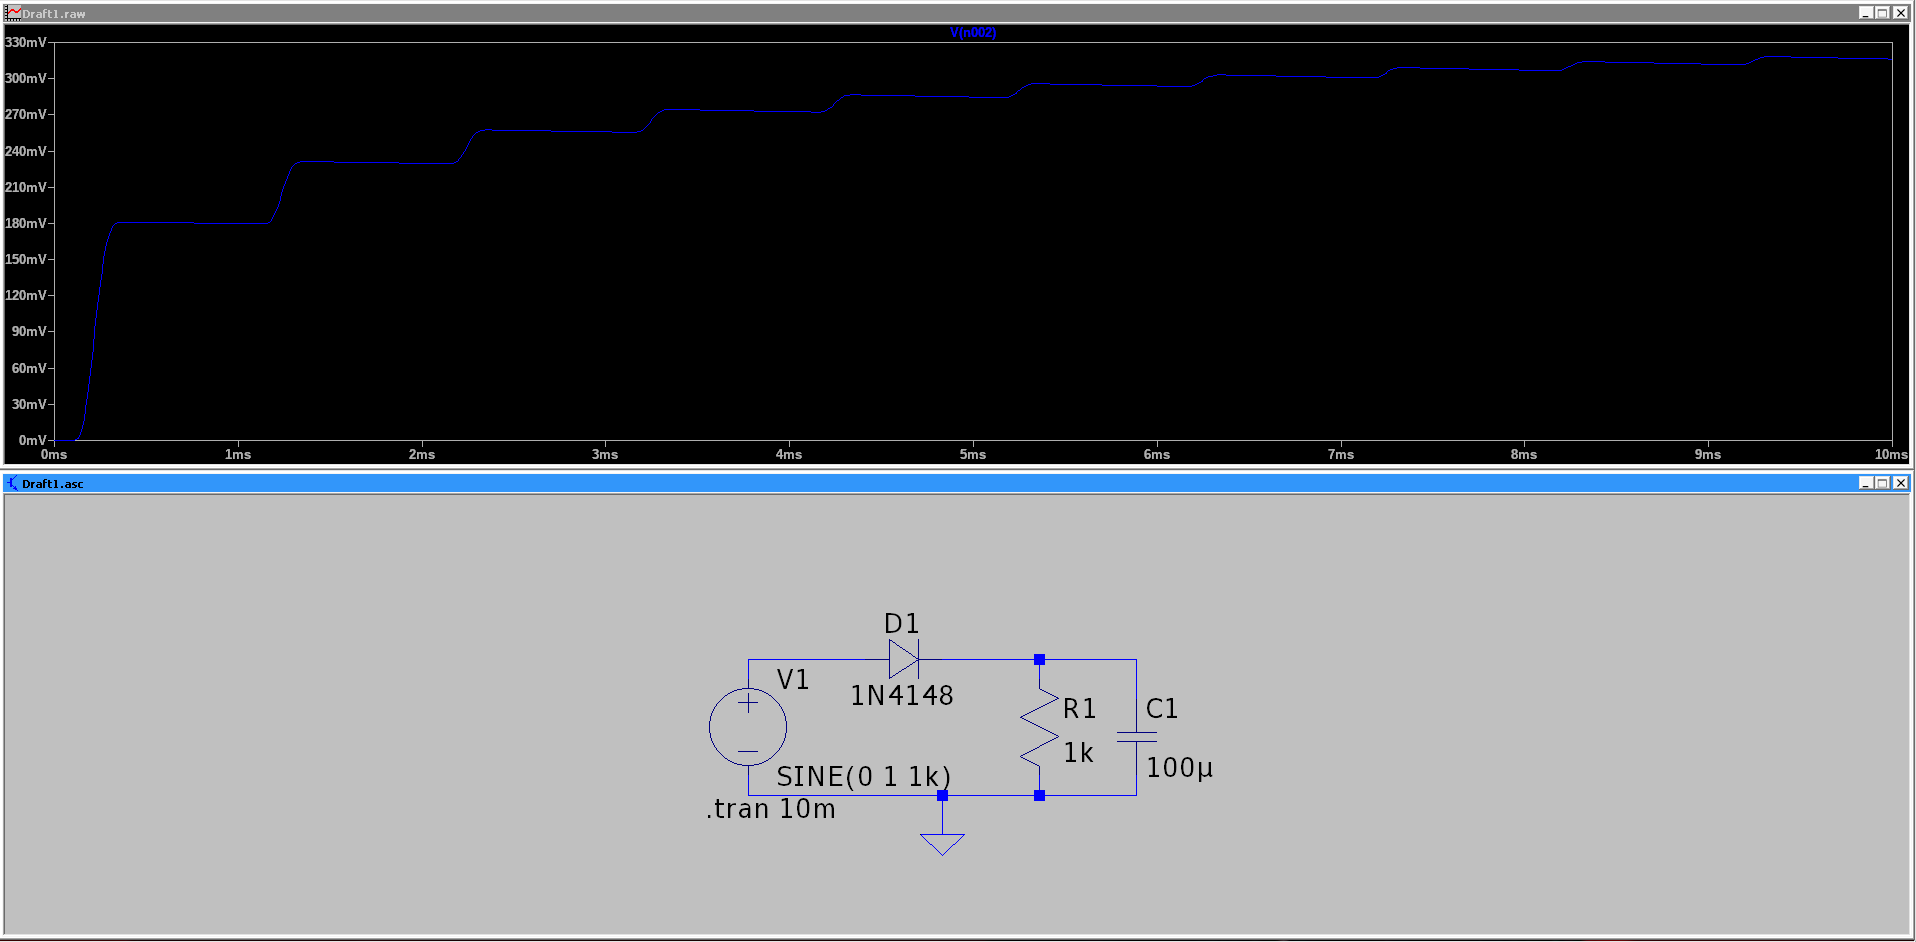 Draft1.raw
V(n002)
330mV
300mV
270mV
240mV
210mV
180mV
150mV
120mV
90mV
60mV
30mV
0mV
0ms 1ms 2ms 3ms 4ms 5ms 6ms 7ms 8ms 9ms 10ms
Draft1.asc
D1
V1
1N4148
R1
C1
1k
100µ
SINE(0 1 1k)
.tran 10m